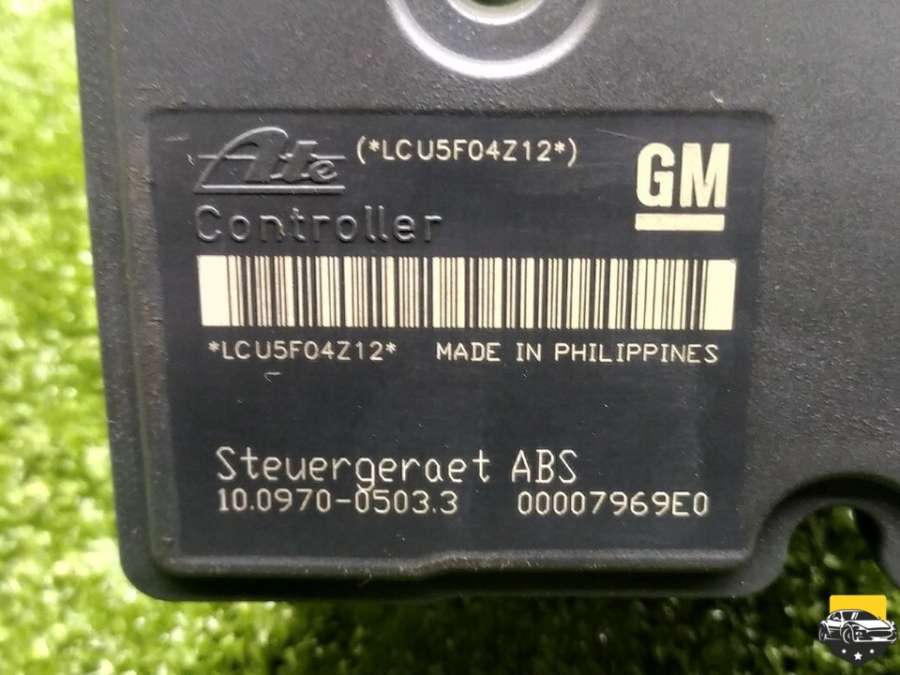 Ate (*LCU5F04Z12*) GM
Controller
*LCU5F04Z12* MADE IN PHILIPPINES
Steuergeraet ABS
10.0970-0503.3 00007969E0